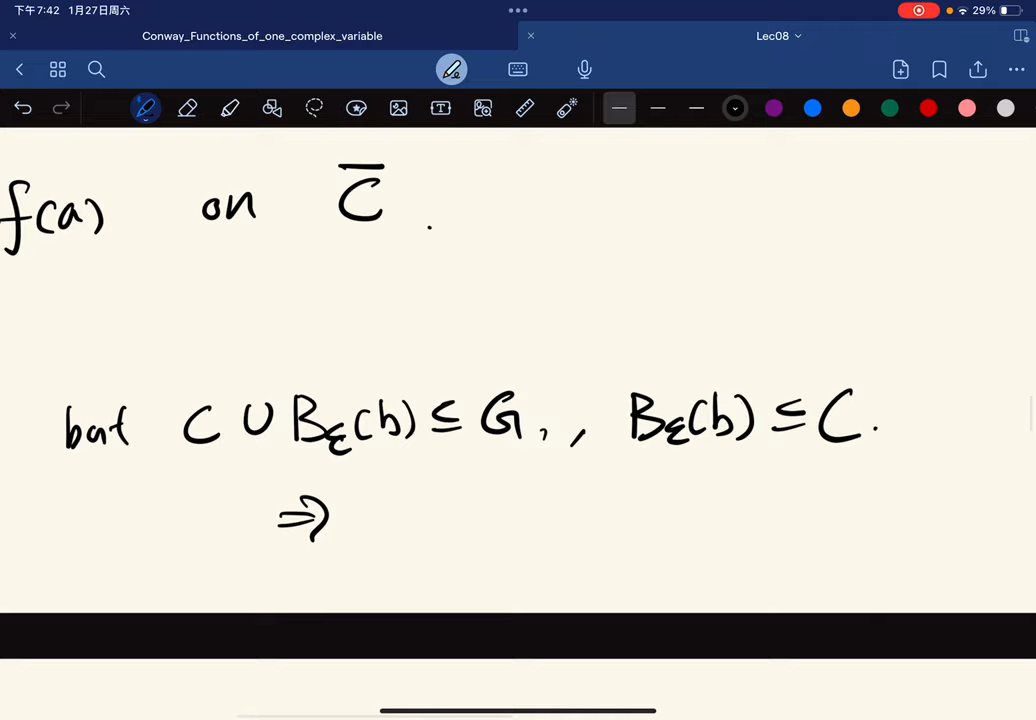 下午7:42 1月27日周六
29%
Conway_Functions_of_one_complex_variable
Lec08
f(a) on C̅ .
but C ∪ B_ε(b) ⊆ G, , B_ε(b) ⊆ C.
⇒